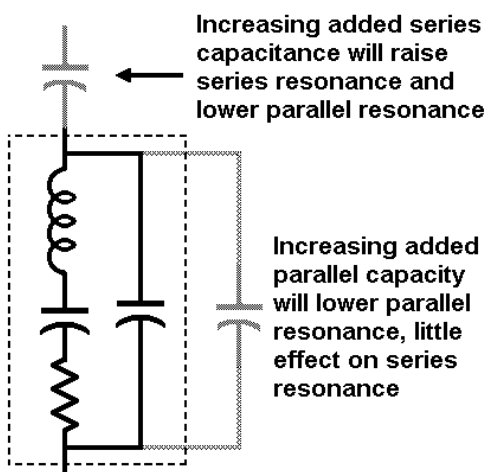 Increasing added series
capacitance will raise
series resonance and
lower parallel resonance
Increasing added
parallel capacity
will lower parallel
resonance, little
effect on series
resonance